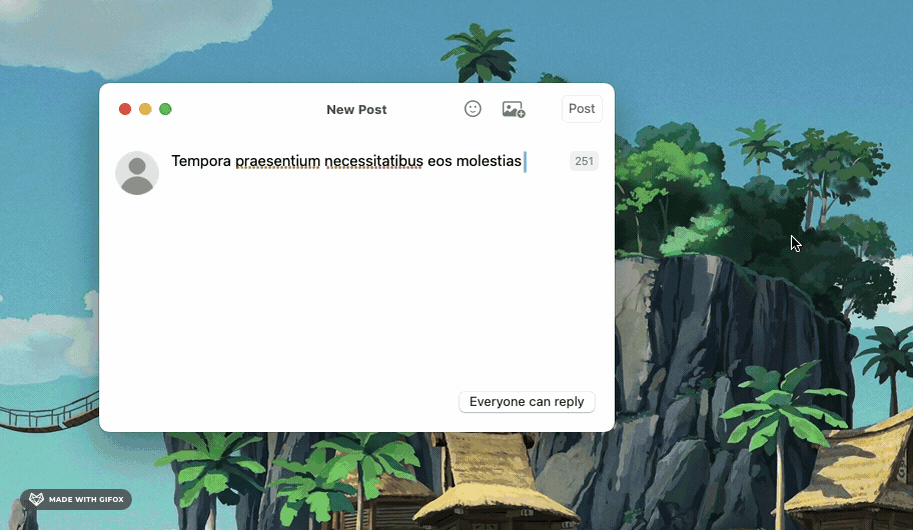 New Post
Post
Tempora praesentium necessitatibus eos molestias
251
Everyone can reply
MADE WITH GIFOX